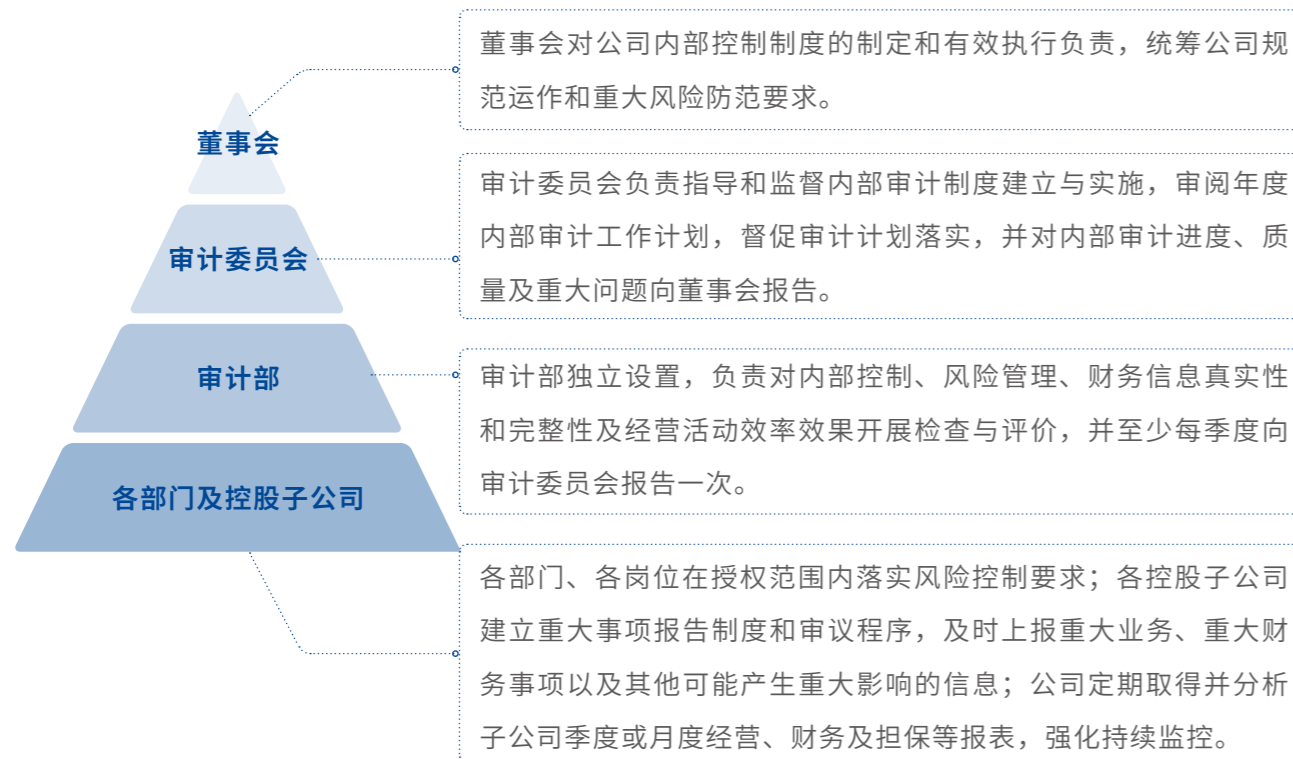 董事会对公司内部控制制度的制定和有效执行负责，统筹公司规
范运作和重大风险防范要求。
董事会
审计委员会负责指导和监督内部审计制度建立与实施，审阅年度
内部审计工作计划，督促审计计划落实，并对内部审计进度、质
量及重大问题向董事会报告。
审计委员会
审计部独立设置，负责对内部控制、风险管理、财务信息真实性
和完整性及经营活动效率效果开展检查与评价，并至少每季度向
审计委员会报告一次。
审计部
各部门及控股子公司
各部门、各岗位在授权范围内落实风险控制要求；各控股子公司
建立重大事项报告制度和审议程序，及时上报重大业务、重大财
务事项以及其他可能产生重大影响的信息；公司定期取得并分析
子公司季度或月度经营、财务及担保等报表，强化持续监控。